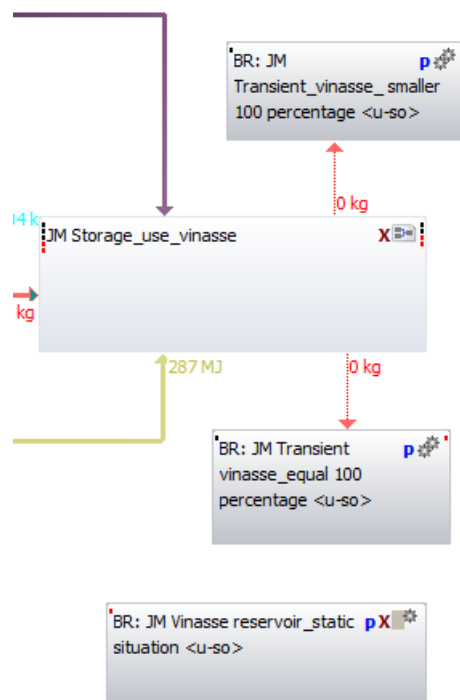 BR: JM p
Transient_vinasse_ smaller
100 percentage <u-so>
0 kg
JM Storage_use_vinasse X
kg
287 MJ
0 kg
BR: JM Transient p
vinasse_equal 100
percentage <u-so>
BR: JM Vinasse reservoir_static p X
situation <u-so>